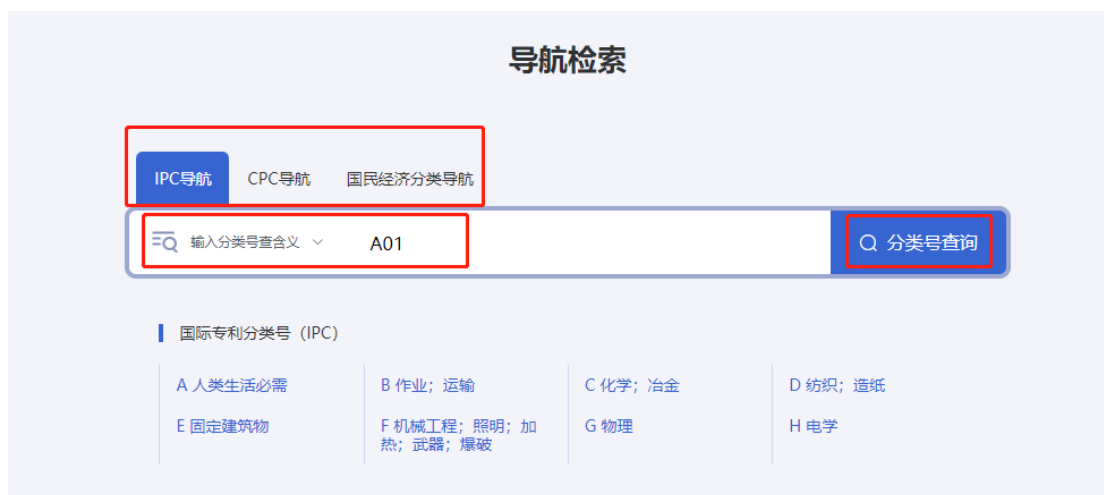 导航检索
IPC导航 CPC导航 国民经济分类导航
输入分类号查含义 A01 分类号查询
国际专利分类号（IPC）
A 人类生活必需 B 作业；运输 C 化学；冶金 D 纺织；造纸
E 固定建筑物 F 机械工程；照明；加 G 物理 H 电学
热；武器；爆破